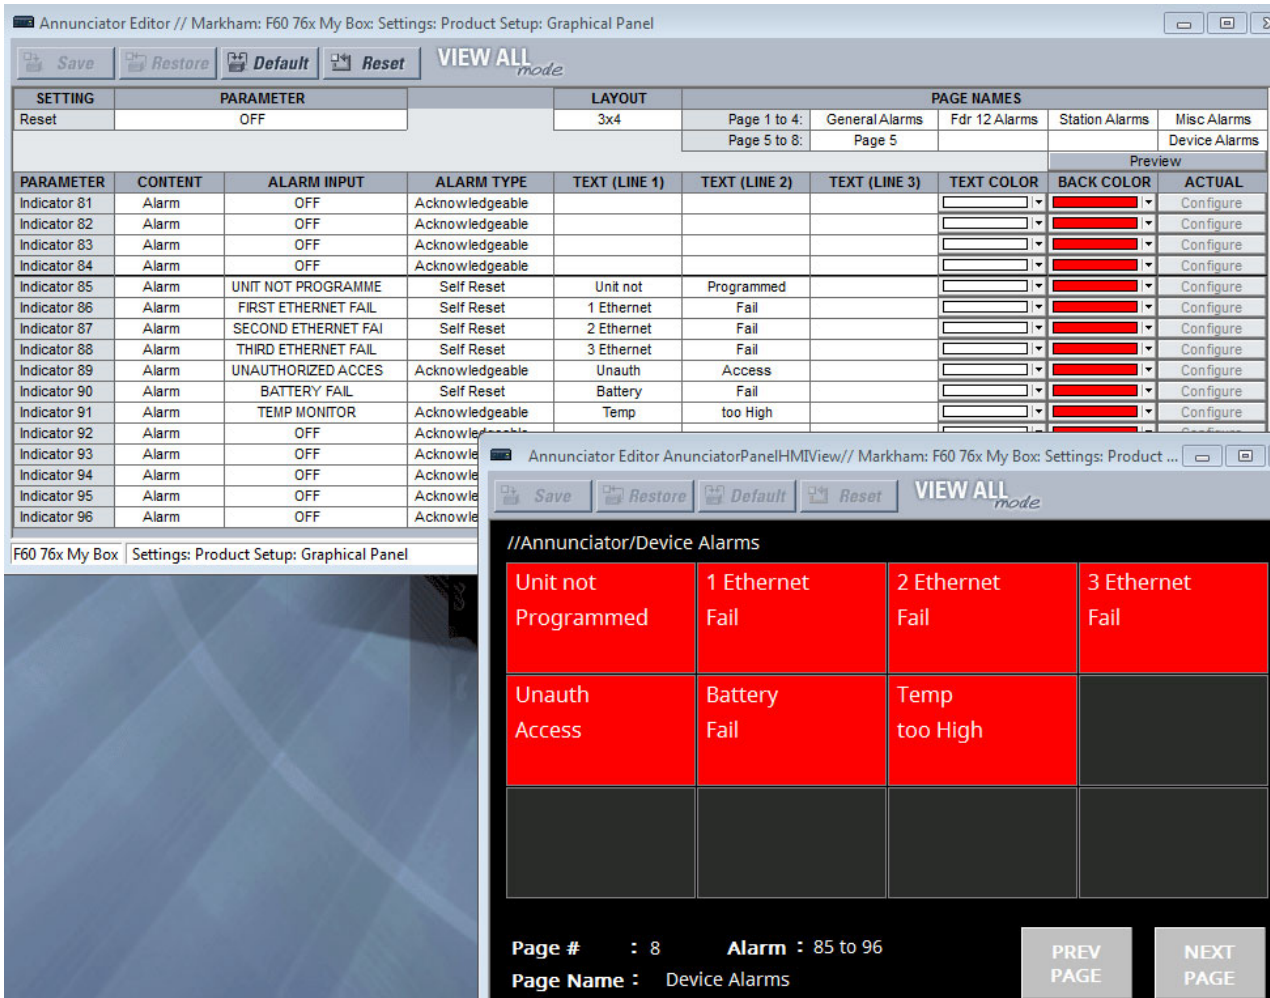 Annunciator Editor // Markham: F60 76x My Box: Settings: Product Setup: Graphical Panel
Save Restore Default Reset VIEW ALL mode
SETTING PARAMETER LAYOUT PAGE NAMES
Reset OFF 3x4 Page 1 to 4: General Alarms Fdr 12 Alarms Station Alarms Misc Alarms
Page 5 to 8: Page 5 Device Alarms
Preview
PARAMETER CONTENT ALARM INPUT ALARM TYPE TEXT (LINE 1) TEXT (LINE 2) TEXT (LINE 3) TEXT COLOR BACK COLOR ACTUAL
Indicator 81 Alarm OFF Acknowledgeable Configure
Indicator 82 Alarm OFF Acknowledgeable Configure
Indicator 83 Alarm OFF Acknowledgeable Configure
Indicator 84 Alarm OFF Acknowledgeable Configure
Indicator 85 Alarm UNIT NOT PROGRAMME Self Reset Unit not Programmed Configure
Indicator 86 Alarm FIRST ETHERNET FAIL Self Reset 1 Ethernet Fail Configure
Indicator 87 Alarm SECOND ETHERNET FAI Self Reset 2 Ethernet Fail Configure
Indicator 88 Alarm THIRD ETHERNET FAIL Self Reset 3 Ethernet Fail Configure
Indicator 89 Alarm UNAUTHORIZED ACCES Acknowledgeable Unauth Access Configure
Indicator 90 Alarm BATTERY FAIL Self Reset Battery Fail Configure
Indicator 91 Alarm TEMP MONITOR Acknowledgeable Temp too High Configure
Indicator 92 Alarm OFF
Indicator 93 Alarm OFF Acknowle
Indicator 94 Alarm OFF Acknowle
Indicator 95 Alarm OFF Acknowle
Indicator 96 Alarm OFF Acknowle
F60 76x My Box Settings: Product Setup: Graphical Panel
Annunciator Editor AnunciatorPanelHMIView// Markham: F60 76x My Box: Settings: Product ...
Save Restore Default Reset VIEW ALL mode
//Annunciator/Device Alarms
Unit not 1 Ethernet 2 Ethernet 3 Ethernet
Programmed Fail Fail Fail
Unauth Battery Temp
Access Fail too High
Page # : 8 Alarm : 85 to 96
Page Name : Device Alarms
PREV PAGE
NEXT PAGE